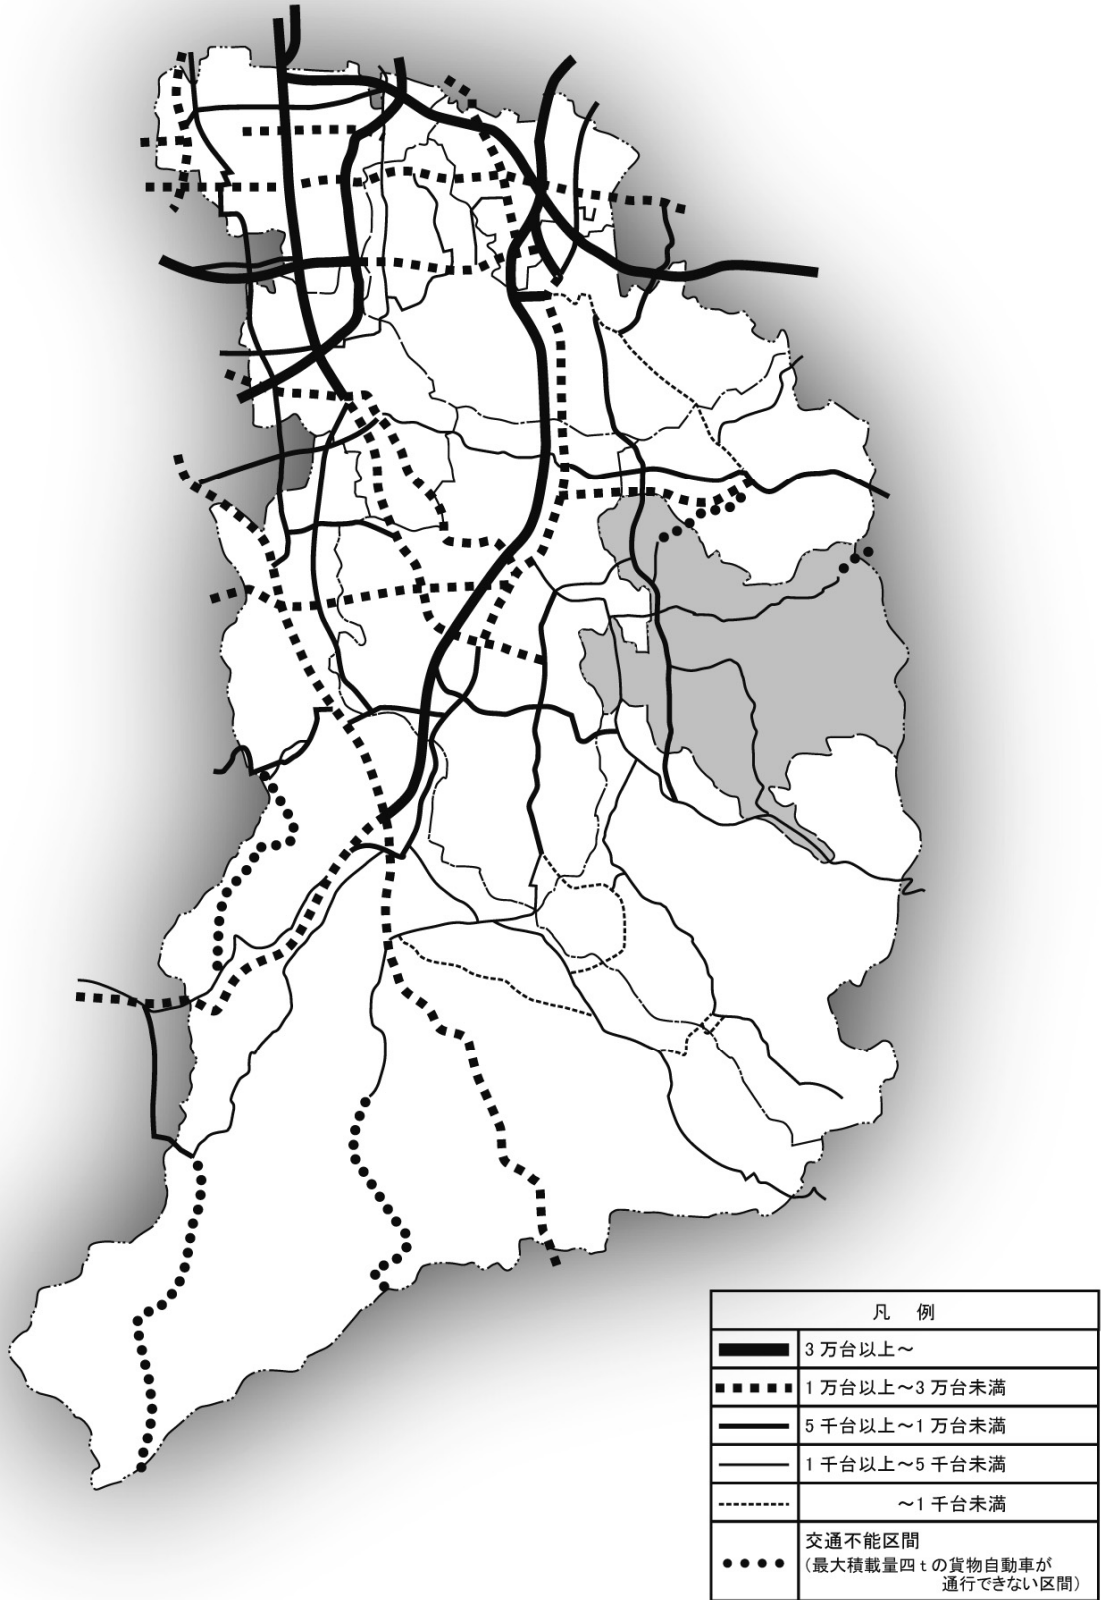 凡 例
3万台以上～
1万台以上～3万台未満
5千台以上～1万台未満
1千台以上～5千台未満
～1千台未満
交通不能区間
(最大積載量四tの貨物自動車が
通行できない区間)